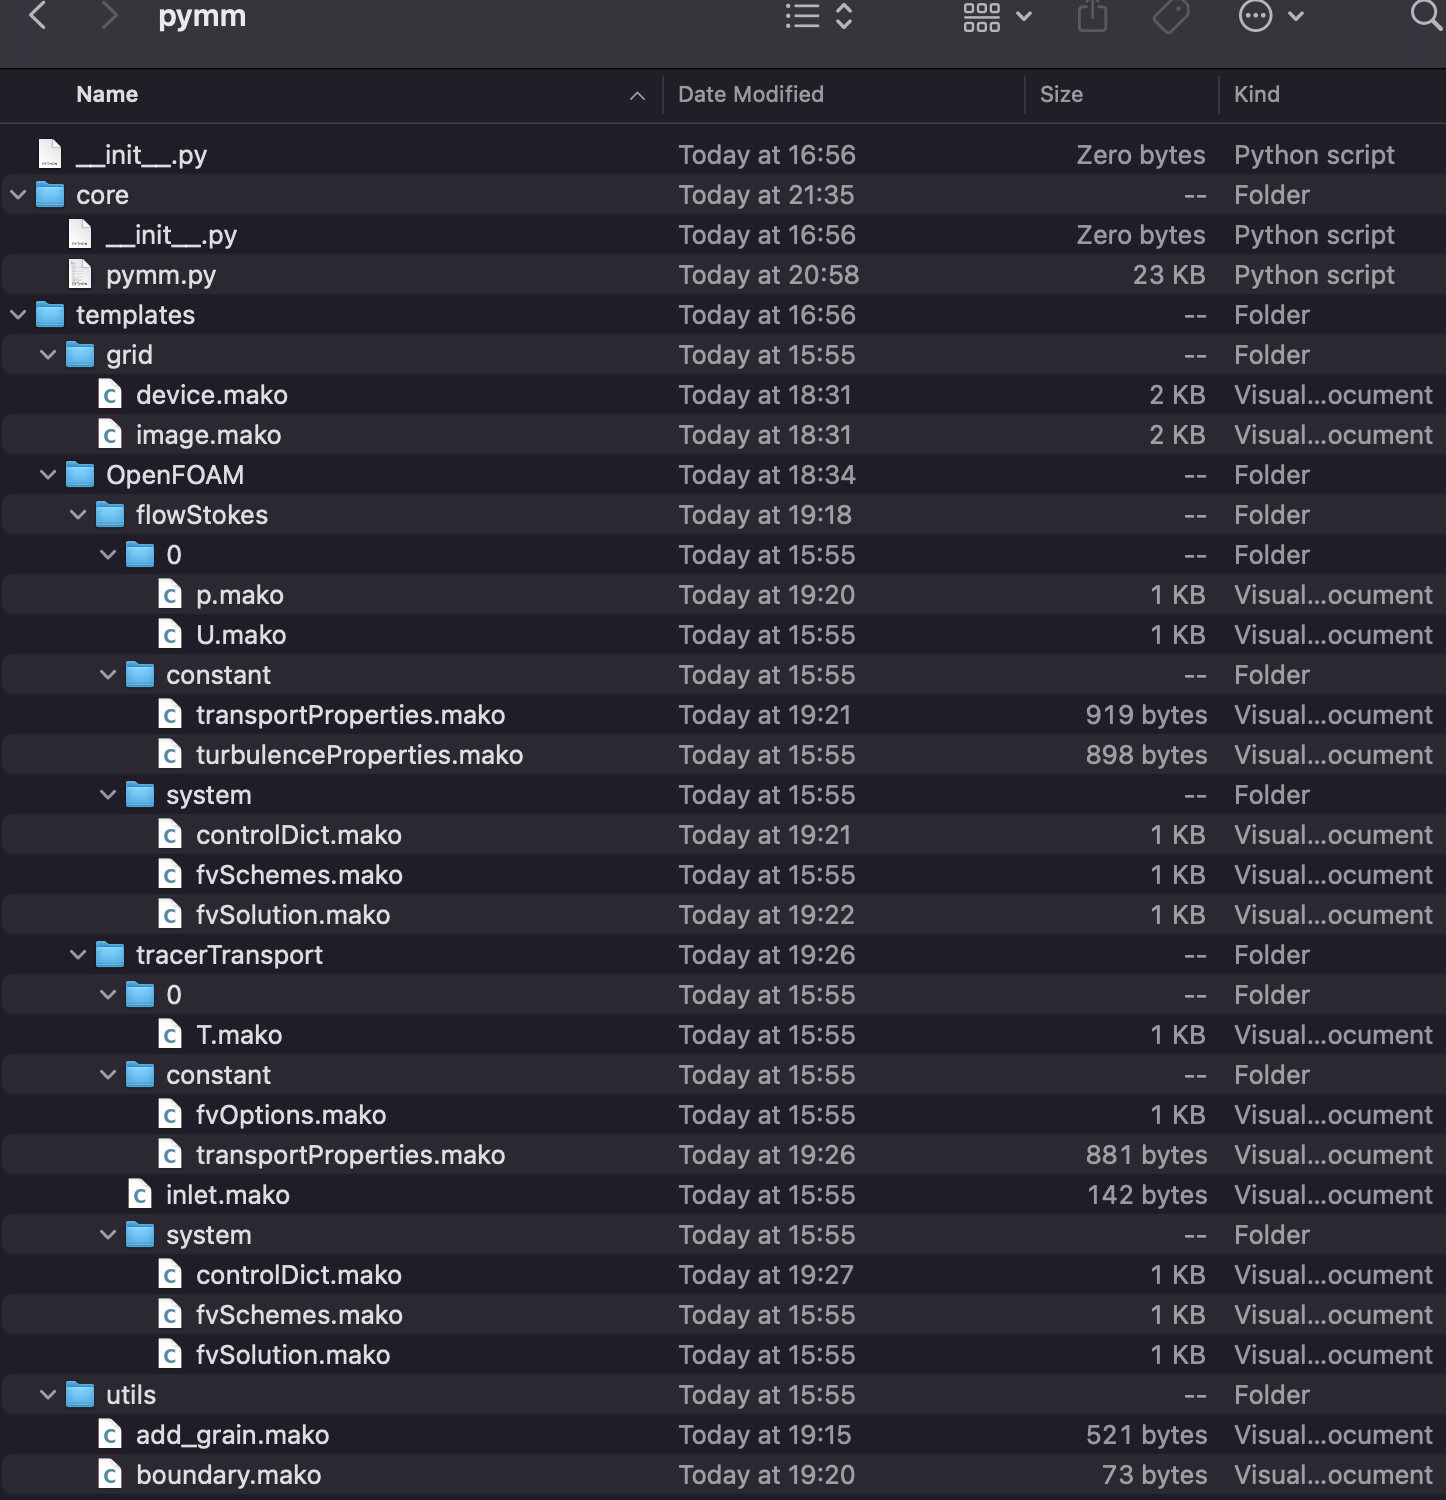 pymm
Name Date Modified Size Kind
__init__.py Today at 16:56 Zero bytes Python script
core Today at 21:35 -- Folder
__init__.py Today at 16:56 Zero bytes Python script
pymm.py Today at 20:58 23 KB Python script
templates Today at 16:56 -- Folder
grid Today at 15:55 -- Folder
device.mako Today at 18:31 2 KB Visual...ocument
image.mako Today at 18:31 2 KB Visual...ocument
OpenFOAM Today at 18:34 -- Folder
flowStokes Today at 19:18 -- Folder
0 Today at 15:55 -- Folder
p.mako Today at 19:20 1 KB Visual...ocument
U.mako Today at 15:55 1 KB Visual...ocument
constant Today at 15:55 -- Folder
transportProperties.mako Today at 19:21 919 bytes Visual...ocument
turbulenceProperties.mako Today at 15:55 898 bytes Visual...ocument
system Today at 15:55 -- Folder
controlDict.mako Today at 19:21 1 KB Visual...ocument
fvSchemes.mako Today at 15:55 1 KB Visual...ocument
fvSolution.mako Today at 19:22 1 KB Visual...ocument
tracerTransport Today at 19:26 -- Folder
0 Today at 15:55 -- Folder
T.mako Today at 15:55 1 KB Visual...ocument
constant Today at 15:55 -- Folder
fvOptions.mako Today at 15:55 1 KB Visual...ocument
transportProperties.mako Today at 19:26 881 bytes Visual...ocument
inlet.mako Today at 15:55 142 bytes Visual...ocument
system Today at 15:55 -- Folder
controlDict.mako Today at 19:27 1 KB Visual...ocument
fvSchemes.mako Today at 15:55 1 KB Visual...ocument
fvSolution.mako Today at 15:55 1 KB Visual...ocument
utils Today at 15:55 -- Folder
add_grain.mako Today at 19:15 521 bytes Visual...ocument
boundary.mako Today at 19:20 73 bytes Visual...ocument